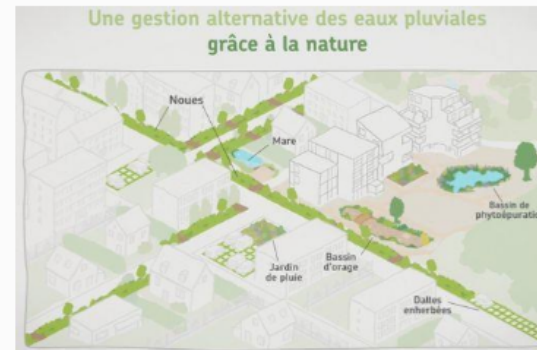 Une gestion alternative des eaux pluviales
grâce à la nature
Noues
Mare
Bassin de
phytoépuratio
Jardin
de pluie
Bassin
d'orage
Dalles
enherbées